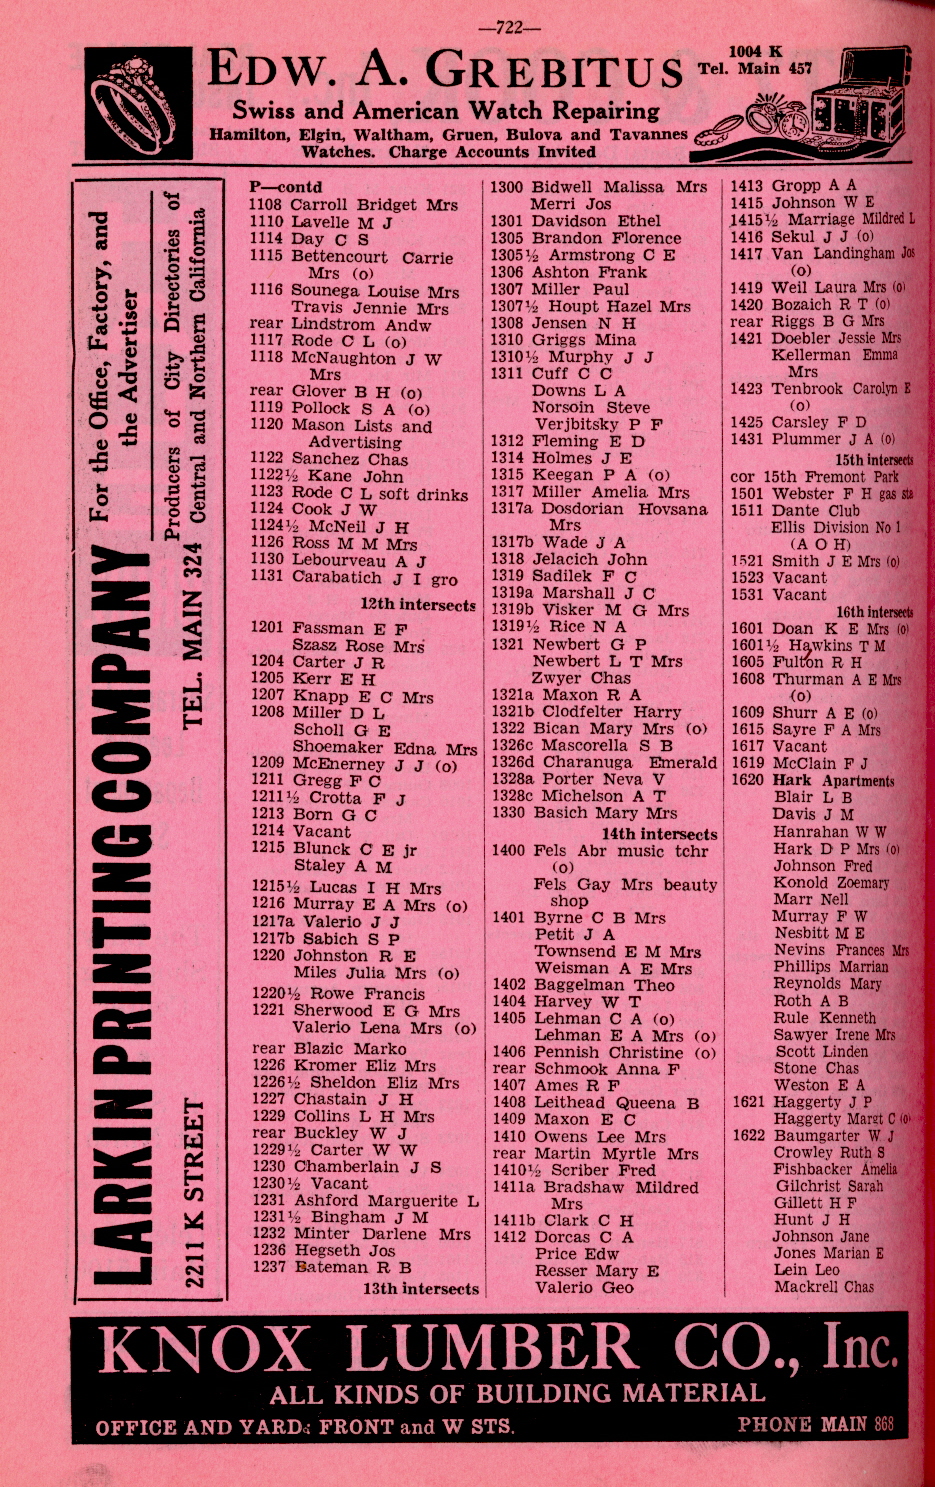 —722—
EDW. A. GREBITUS
1004 K
Tel. Main 457
Swiss and American Watch Repairing
Hamilton, Elgin, Waltham, Gruen, Bulova and Tavannes
Watches. Charge Accounts Invited
LARKIN PRINTING COMPANY
For the Office, Factory, and
the Advertiser
Producers of City Directories of
Central and Northern California
2211 K STREET
TEL. MAIN 324
P—contd
1108 Carroll Bridget Mrs
1110 Lavelle M J
1114 Day C S
1115 Bettencourt Carrie
Mrs (o)
1116 Sounega Louise Mrs
Travis Jennie Mrs
rear Lindstrom Andw
1117 Rode C L (o)
1118 McNaughton J W
Mrs
rear Glover B H (o)
1119 Pollock S A (o)
1120 Mason Lists and
Advertising
1122 Sanchez Chas
1122½ Kane John
1123 Rode C L soft drinks
1124 Cook J W
1124½ McNeil J H
1126 Ross M M Mrs
1130 Lebourveau A J
1131 Carabatich J I gro
12th intersects
1201 Fassman E F
Szasz Rose Mrs
1204 Carter J R
1205 Kerr E H
1207 Knapp E C Mrs
1208 Miller D L
Scholl G E
Shoemaker Edna Mrs
1209 McEnerney J J (o)
1211 Gregg F C
1211½ Crotta F J
1213 Born G C
1214 Vacant
1215 Blunck C E jr
Staley A M
1215½ Lucas I H Mrs
1216 Murray E A Mrs (o)
1217a Valerio J J
1217b Sabich S P
1220 Johnston R E
Miles Julia Mrs (o)
1220½ Rowe Francis
1221 Sherwood E G Mrs
Valerio Lena Mrs (o)
rear Blazic Marko
1226 Kromer Eliz Mrs
1226½ Sheldon Eliz Mrs
1227 Chastain J H
1229 Collins L H Mrs
rear Buckley W J
1229½ Carter W W
1230 Chamberlain J S
1230½ Vacant
1231 Ashford Marguerite L
1231½ Bingham J M
1232 Minter Darlene Mrs
1236 Hegseth Jos
1237 Bateman R B
13th intersects
1300 Bidwell Malissa Mrs
Merri Jos
1301 Davidson Ethel
1305 Brandon Florence
1305½ Armstrong C E
1306 Ashton Frank
1307 Miller Paul
1307½ Houpt Hazel Mrs
1308 Jensen N H
1310 Griggs Mina
1310½ Murphy J J
1311 Cuff C C
Downs L A
Norsoin Steve
Verjbitsky P F
1312 Fleming E D
1314 Holmes J E
1315 Keegan P A (o)
1317 Miller Amelia Mrs
1317a Dosdorian Hovsana
Mrs
1317b Wade J A
1318 Jelacich John
1319 Sadilek F C
1319a Marshall J C
1319b Visker M G Mrs
1319½ Rice N A
1321 Newbert G P
Newbert L T Mrs
Zwyer Chas
1321a Maxon R A
1321b Clodfelter Harry
1322 Bican Mary Mrs (o)
1326c Mascorella S B
1326d Charanuga Emerald
1328a Porter Neva V
1328c Michelson A T
1330 Basich Mary Mrs
14th intersects
1400 Fels Abr music tchr
(o)
Fels Gay Mrs beauty
shop
1401 Byrne C B Mrs
Petit J A
Townsend E M Mrs
Weisman A E Mrs
1402 Baggelman Theo
1404 Harvey W T
1405 Lehman C A (o)
Lehman E A Mrs (o)
1406 Pennish Christine (o)
rear Schmook Anna F
1407 Ames R F
1408 Leithead Queena B
1409 Maxon E C
1410 Owens Lee Mrs
rear Martin Myrtle Mrs
1410½ Scriber Fred
1411a Bradshaw Mildred
Mrs
1411b Clark C H
1412 Dorcas C A
Price Edw
Resser Mary E
Valerio Geo
1413 Gropp A A
1415 Johnson W E
1415½ Marriage Mildred L
1416 Sekul J J (o)
1417 Van Landingham Jos
(o)
1419 Weil Laura Mrs (o)
1420 Bozaich R T (o)
rear Riggs B G Mrs
1421 Doebler Jessie Mrs
Kellerman Emma
Mrs
1423 Tenbrook Carolyn E
(o)
1425 Carsley F D
1431 Plummer J A (o)
15th intersects
cor 15th Fremont Park
1501 Webster F H gas sta
1511 Dante Club
Ellis Division No 1
(A O H)
1521 Smith J E Mrs (o)
1523 Vacant
1531 Vacant
16th intersects
1601 Doan K E Mrs (o)
1601½ Hawkins T M
1605 Fulton R H
1608 Thurman A E Mrs
(o)
1609 Shurr A E (o)
1615 Sayre F A Mrs
1617 Vacant
1619 McClain F J
1620 Hark Apartments
Blair L B
Davis J M
Hanrahan W W
Hark D P Mrs (o)
Johnson Fred
Konold Zoemary
Marr Nell
Murray F W
Nesbitt M E
Nevins Frances Mrs
Phillips Marrian
Reynolds Mary
Roth A B
Rule Kenneth
Sawyer Irene Mrs
Scott Linden
Stone Chas
Weston E A
1621 Haggerty J P
Haggerty Margt C (o)
1622 Baumgarter W J
Crowley Ruth S
Fishbacker Amelia
Gilchrist Sarah
Gillett H F
Hunt J H
Johnson Jane
Jones Marian E
Lein Leo
Mackrell Chas
KNOX LUMBER CO., Inc.
ALL KINDS OF BUILDING MATERIAL
OFFICE AND YARD: FRONT and W STS.
PHONE MAIN 868